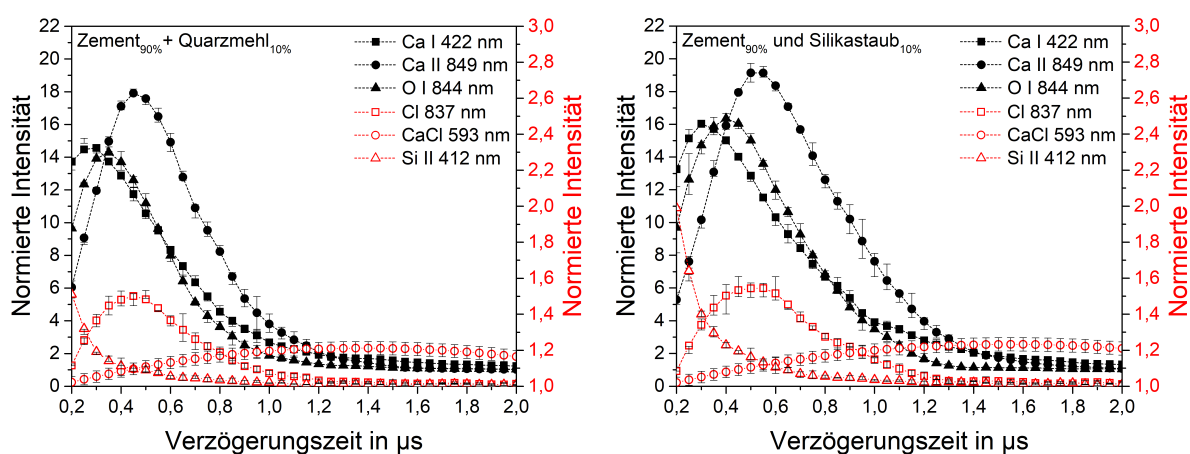 Zement90% + Quarzmehl10%
Ca I 422 nm
Ca II 849 nm
O I 844 nm
Cl 837 nm
CaCl 593 nm
Si II 412 nm
22
20
18
16
14
12
10
8
6
4
2
0
Normierte Intensität
3,0
2,8
2,6
2,4
2,2
2,0
1,8
1,6
1,4
1,2
1,0
Normierte Intensität
0,2 0,4 0,6 0,8 1,0 1,2 1,4 1,6 1,8 2,0
Verzögerungszeit in µs
Zement90% und Silikastaub10%
Ca I 422 nm
Ca II 849 nm
O I 844 nm
Cl 837 nm
CaCl 593 nm
Si II 412 nm
22
20
18
16
14
12
10
8
6
4
2
0
Normierte Intensität
3,0
2,8
2,6
2,4
2,2
2,0
1,8
1,6
1,4
1,2
1,0
Normierte Intensität
0,2 0,4 0,6 0,8 1,0 1,2 1,4 1,6 1,8 2,0
Verzögerungszeit in µs